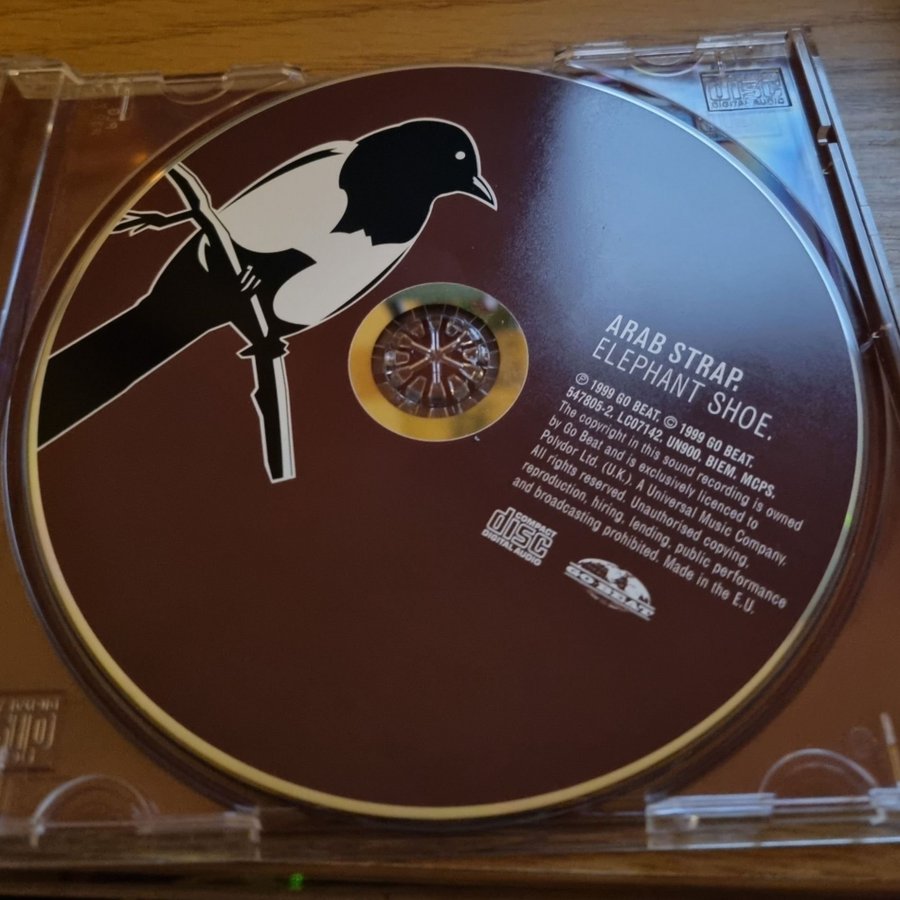 disc
DIGITAL AUDIO
ARAB STRAP.
ELEPHANT SHOE.
℗ 1999 GO BEAT. © 1999 GO BEAT.
547805-2. LC07142. UN900. BIEM. MCPS.
The copyright in this sound recording is owned
by Go Beat and is exclusively licenced to
Polydor Ltd. (U.K.). A Universal Music Company.
All rights reserved. Unauthorised copying,
reproduction, hiring, lending, public performance
and broadcasting prohibited. Made in the E.U.
COMPACT
disc
DIGITAL AUDIO
GO BEAT